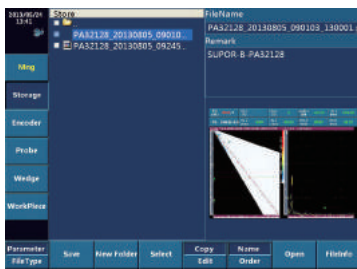 2013/05/24
13:41
Store
FileName
..
PA32128_20130805_09010..
PA32128_20130805_09245..
PA32128_20130805_090103_130001
Remark
SUPOR-B-PA32128
Mng
Storage
Encoder
Probe
Wedge
WorkPiece
Parameter
FileType
Save
New Folder
Select
Copy
Edit
Name
Order
Open
FileInfo